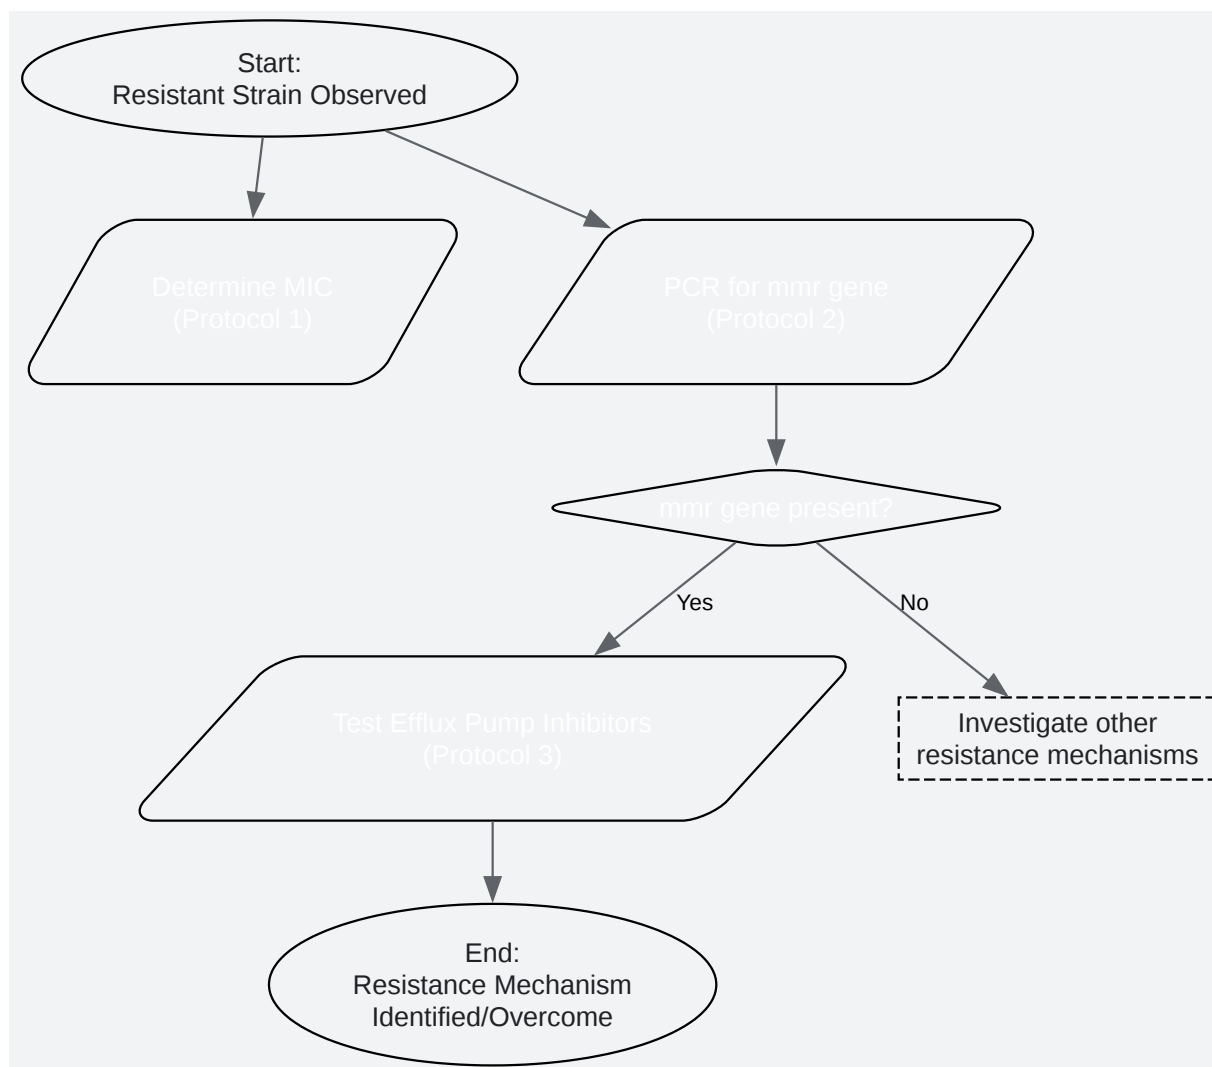 Start:
Resistant Strain Observed
Determine MIC
(Protocol 1)
PCR for mmr gene
(Protocol 2)
mmr gene present?
Yes
No
Test Efflux Pump Inhibitors
(Protocol 3)
Investigate other
resistance mechanisms
End:
Resistance Mechanism
Identified/Overcome